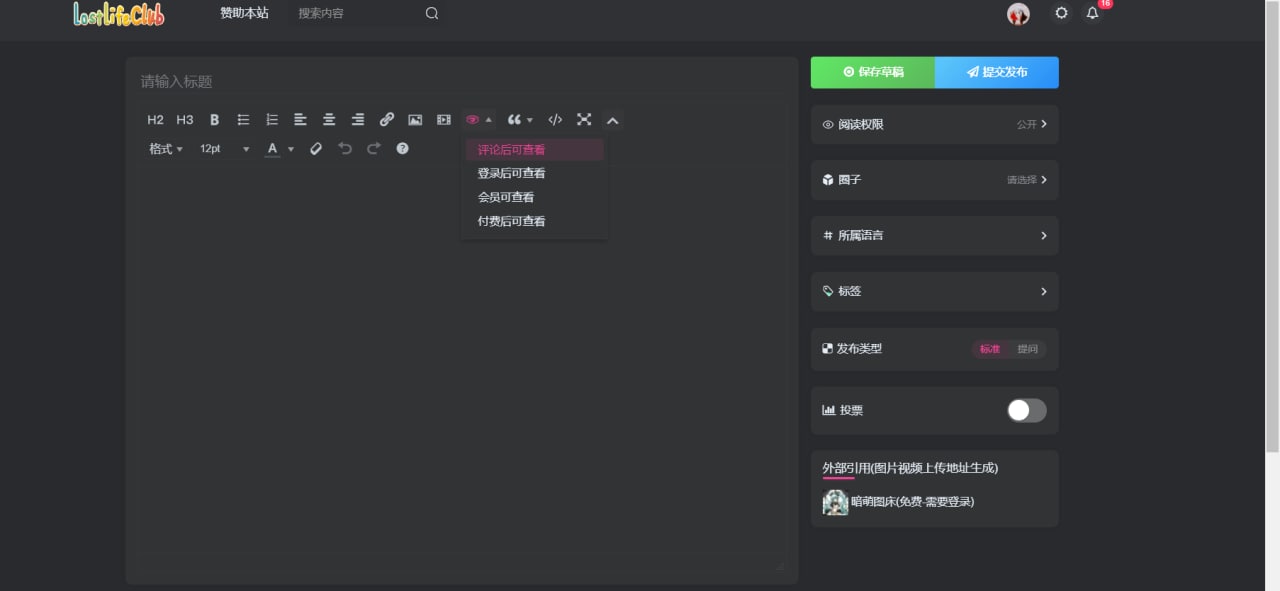 LostLifeClub
赞助本站
搜索内容
16
请输入标题
H2 H3 B
格式 12pt A
评论后可查看
登录后可查看
会员可查看
付费后可查看
保存草稿 提交发布
阅读权限 公开
圈子 请选择
所属语言
标签
发布类型 标准 提问
投票
外部引用(图片视频上传地址生成)
暗萌图床(免费-需要登录)